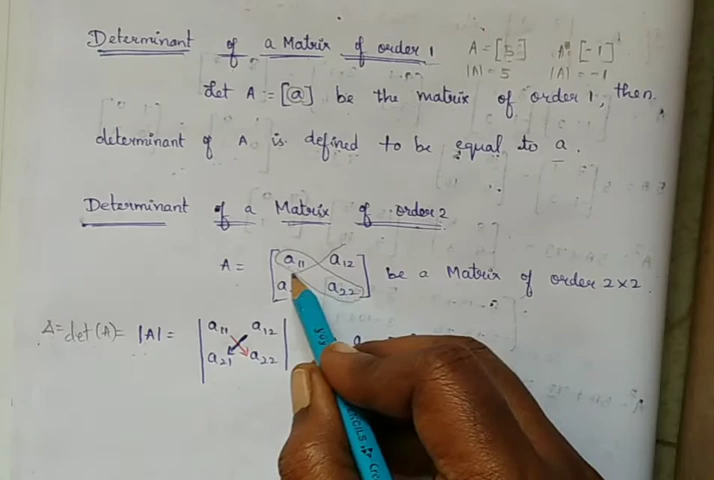 Determinant of a Matrix of order 1 A = [5] A = [-1]
|A| = 5 |A| = -1
Let A = [a] be the matrix of order 1, then
determinant of A is defined to be equal to a.
Determinant of a Matrix of order 2
A = [a₁₁ a₁₂
a a₂₂] be a Matrix of order 2×2.
Δ = det(A) = |A| = |a₁₁ a₁₂
a₂₁ a₂₂|